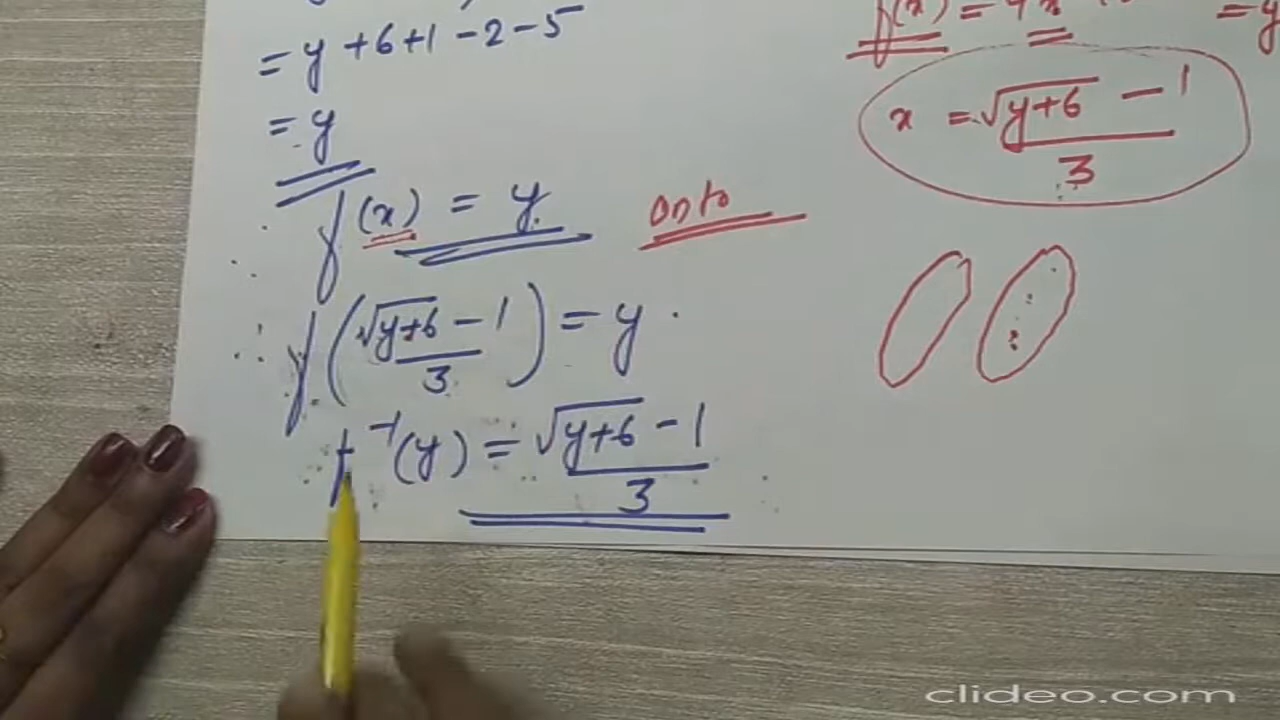 = y + 6 + 1 - 2 - 5
= y
f(x) = y onto
f(√(y+6) - 1 / 3) = y
f⁻¹(y) = √(y+6) - 1 / 3
f(x) = = y
x = √(y+6) - 1 / 3
clideo.com